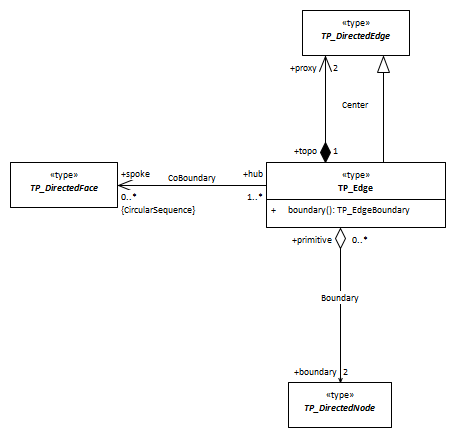 «type»
TP_DirectedEdge
+proxy 2
Center
+topo 1
«type»
TP_DirectedFace
+spoke
CoBoundary
+hub
0..*
{CircularSequence}
1..*
«type»
TP_Edge
+ boundary(): TP_EdgeBoundary
+primitive 0..*
Boundary
+boundary 2
«type»
TP_DirectedNode